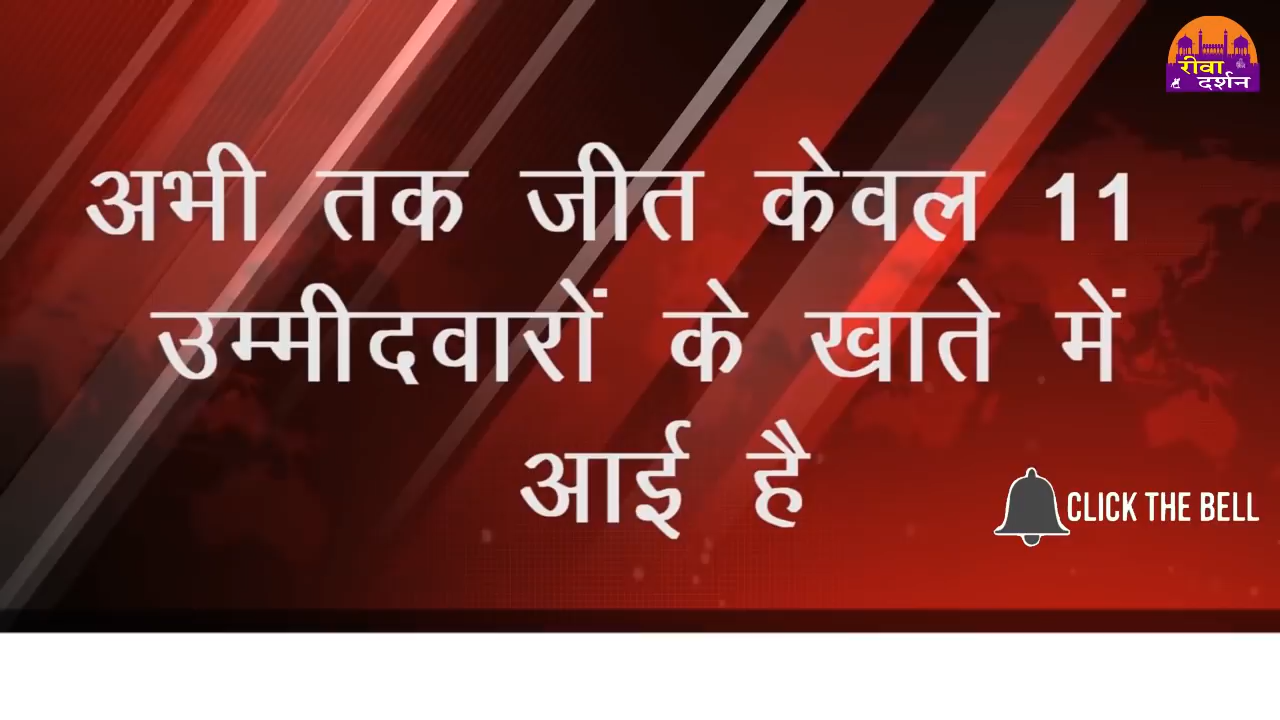 रीवा
दर्शन
अभी तक जीत केवल 11
उम्मीदवारों के खाते में
आई है
CLICK THE BELL